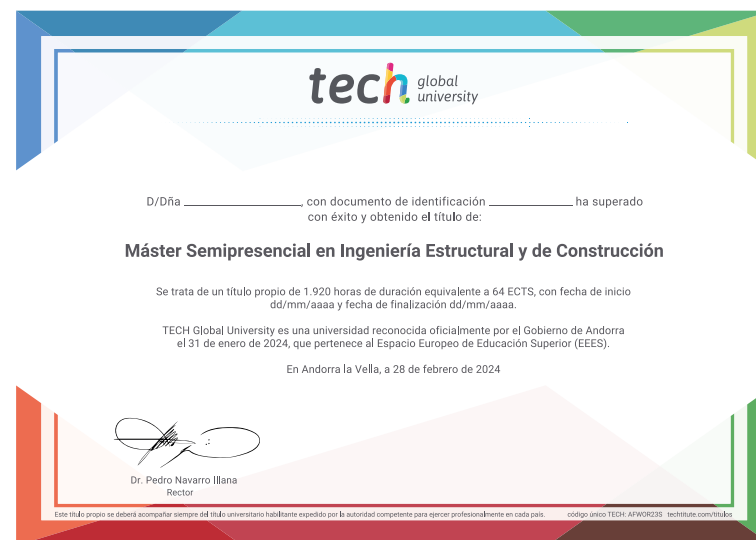 tech global university
D/Dña ____________________, con documento de identificación ______________ ha superado
con éxito y obtenido el título de:
Máster Semipresencial en Ingeniería Estructural y de Construcción
Se trata de un título propio de 1.920 horas de duración equivalente a 64 ECTS, con fecha de inicio
dd/mm/aaaa y fecha de finalización dd/mm/aaaa.
TECH Global University es una universidad reconocida oficialmente por el Gobierno de Andorra
el 31 de enero de 2024, que pertenece al Espacio Europeo de Educación Superior (EEES).
En Andorra la Vella, a 28 de febrero de 2024
Dr. Pedro Navarro Illana
Rector
Este título propio se deberá acompañar siempre del título universitario habilitante expedido por la autoridad competente para ejercer profesionalmente en cada país. código único TECH: AFWOR23S techtitute.com/titulos